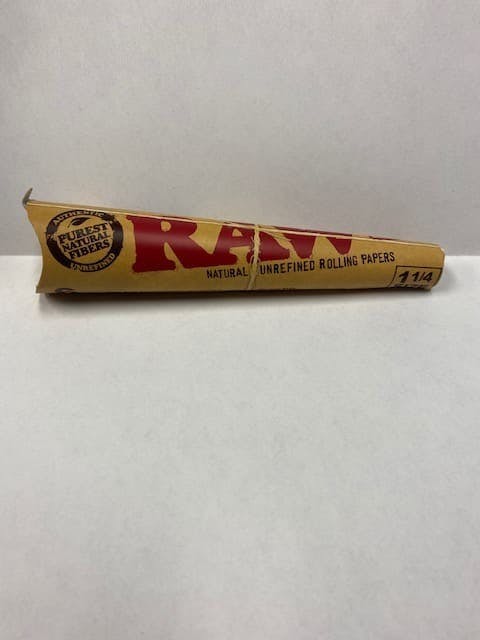 AUTHENTIC
PUREST
NATURAL
FIBERS
UNREFINED
RAW
NATURAL UNREFINED ROLLING PAPERS
1 1/4